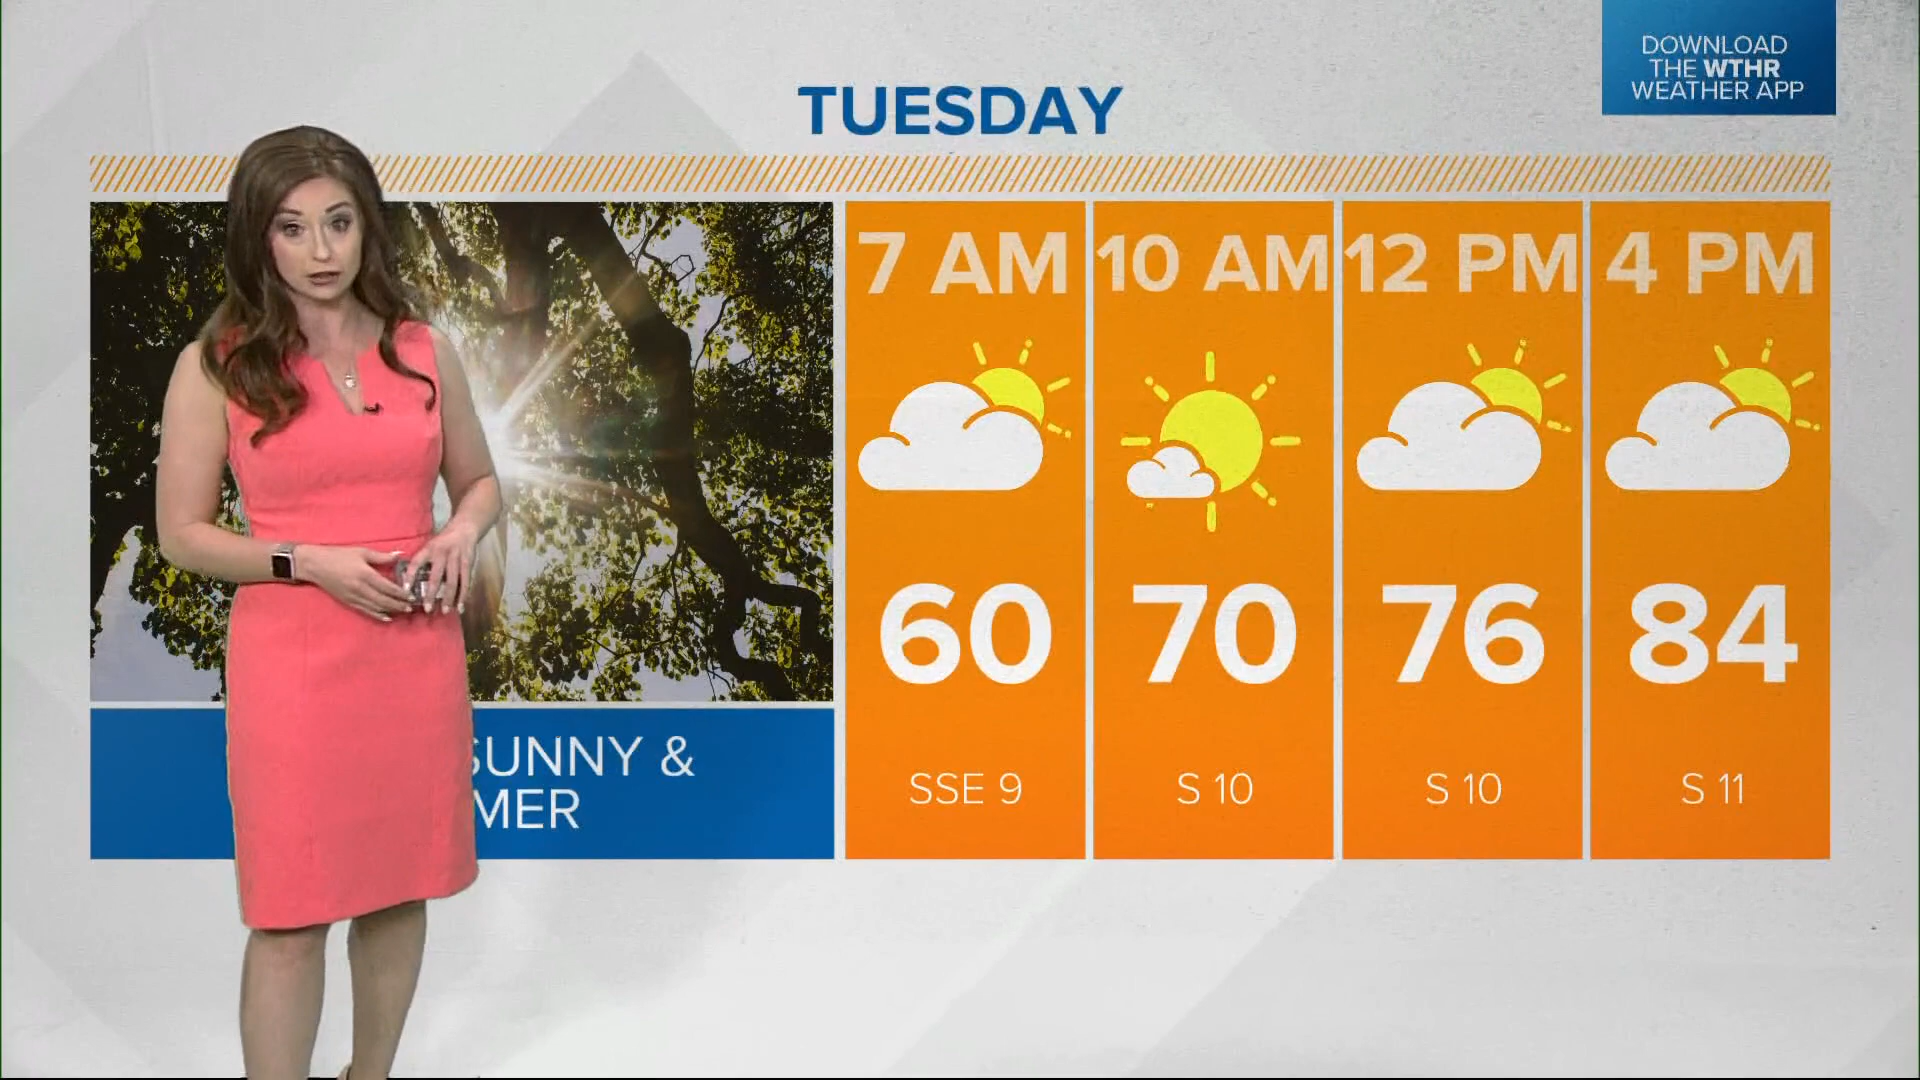 DOWNLOAD
THE WTHR
WEATHER APP
TUESDAY
7 AM
10 AM
12 PM
4 PM
60
70
76
84
SSE 9
S 10
S 10
S 11
SUNNY &